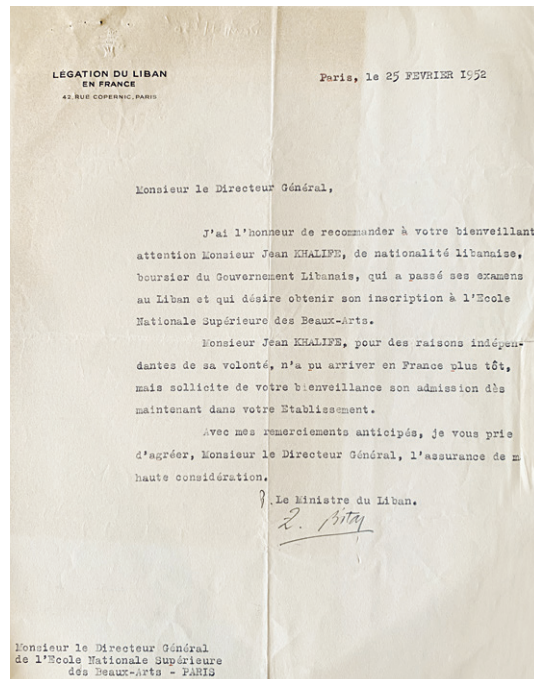 LÉGATION DU LIBAN
EN FRANCE
42, RUE COPERNIC, PARIS
Paris, le 25 FEVRIER 1952
Monsieur le Directeur Général,
J'ai l'honneur de recommander à votre bienveillant
attention Monsieur Jean KHALIFE, de nationalité libanaise,
boursier du Gouvernement Libanais, qui a passé ses examens
au Liban et qui désire obtenir son inscription à l'Ecole
Nationale Supérieure des Beaux-Arts.
Monsieur Jean KHALIFE, pour des raisons indépen-
dantes de sa volonté, n'a pu arriver en France plus tôt,
mais sollicite de votre bienveillance son admission dès
maintenant dans votre Etablissement.
Avec mes remerciements anticipés, je vous prie
d'agréer, Monsieur le Directeur Général, l'assurance de m
haute considération.
Le Ministre du Liban.
Monsieur le Directeur Général
de l'Ecole Nationale Supérieure
des Beaux-Arts - PARIS